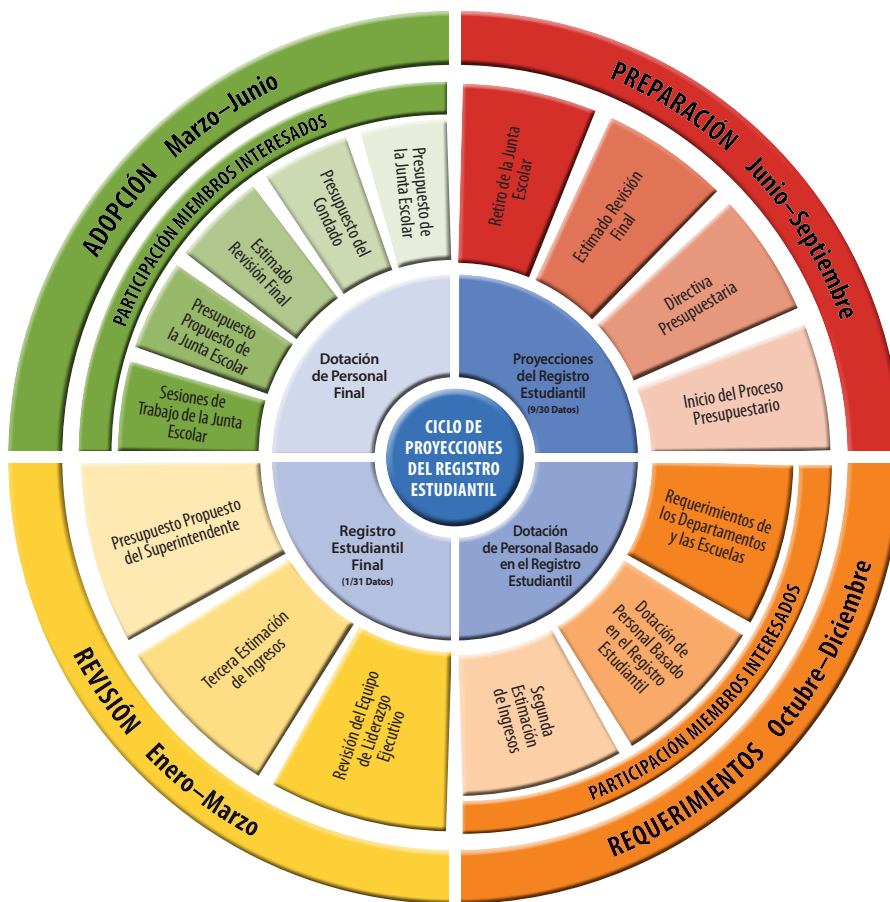 PREPARACIÓN Junio–Septiembre
Retiro de la Junta
Escolar
Estimado Revisión
Final
Directiva
Presupuestaria
Inicio del Proceso
Presupuestario
Proyecciones
del Registro
Estudiantil
(9/30 Datos)
REQUERIMIENTOS Octubre–Diciembre
PARTICIPACIÓN MIEMBROS INTERESADOS
Requerimientos de
los Departamentos
y las Escuelas
Dotación de
Personal Basado
en el Registro
Estudiantil
Segunda
Estimación
de Ingresos
Dotación
de Personal Basado
en el Registro
Estudiantil
REVISIÓN Enero–Marzo
Revisión del Equipo
de Liderazgo
Ejecutivo
Tercera Estimación
de Ingresos
Presupuesto Propuesto
del Superintendente
Registro
Estudiantil
Final
(1/31 Datos)
ADOPCIÓN Marzo–Junio
PARTICIPACIÓN MIEMBROS INTERESADOS
Sesiones de
Trabajo de la Junta
Escolar
Presupuesto
Propuesto de
la Junta Escolar
Estimado
Revisión Final
Presupuesto del
Condado
Presupuesto de
la Junta Escolar
Dotación
de Personal
Final
CICLO DE
PROYECCIONES
DEL REGISTRO
ESTUDIANTIL